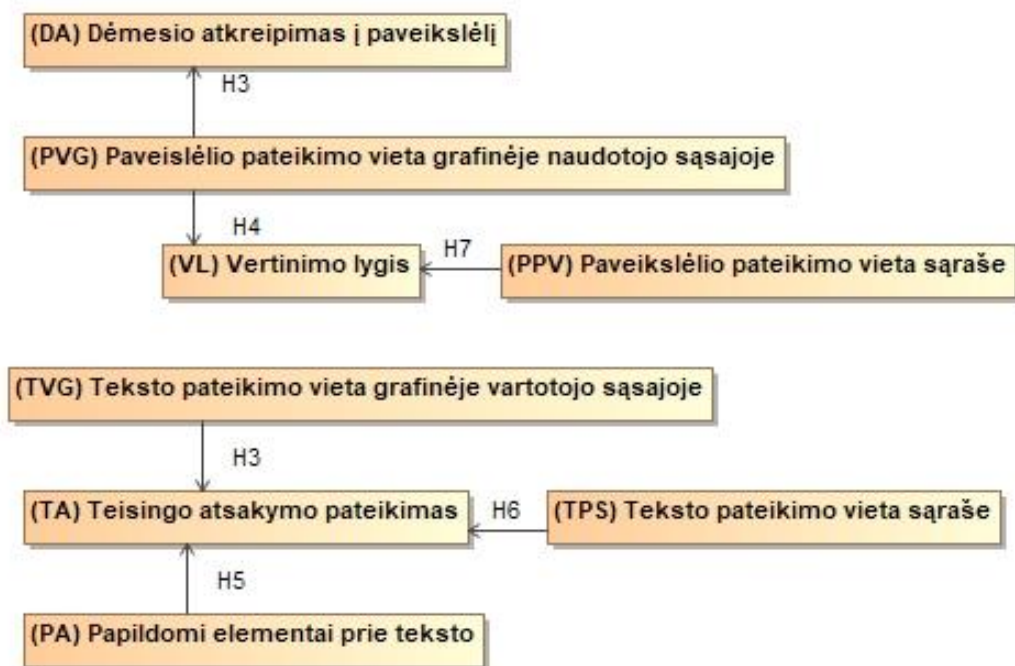 (DA) Dėmesio atkreipimas į paveikslėlį
H3
(PVG) Paveislėlio pateikimo vieta grafinėje naudotojo sąsajoje
H4
(VL) Vertinimo lygis
H7
(PPV) Paveikslėlio pateikimo vieta sąraše
(TVG) Teksto pateikimo vieta grafinėje vartotojo sąsajoje
H3
(TA) Teisingo atsakymo pateikimas
H6
(TPS) Teksto pateikimo vieta sąraše
H5
(PA) Papildomi elementai prie teksto